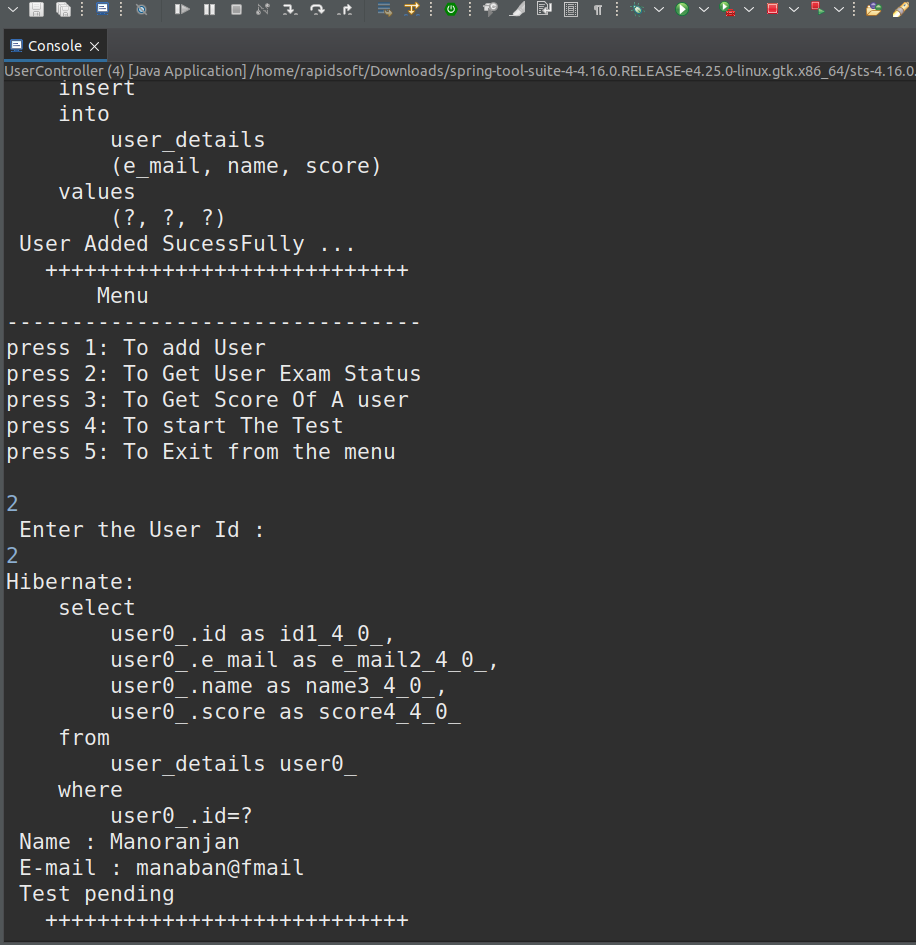 Console
UserController (4) [Java Application] /home/rapidsoft/Downloads/spring-tool-suite-4-4.16.0.RELEASE-e4.25.0-linux.gtk.x86_64/sts-4.16.0.
insert
into
user_details
(e_mail, name, score)
values
(?, ?, ?)
User Added SucessFully ...
++++++++++++++++++++++++++++
Menu
--------------------------------
press 1: To add User
press 2: To Get User Exam Status
press 3: To Get Score Of A user
press 4: To start The Test
press 5: To Exit from the menu
2
Enter the User Id :
2
Hibernate:
select
user0_.id as id1_4_0_,
user0_.e_mail as e_mail2_4_0_,
user0_.name as name3_4_0_,
user0_.score as score4_4_0_
from
user_details user0_
where
user0_.id=?
Name : Manoranjan
E-mail : manaban@fmail
Test pending
++++++++++++++++++++++++++++